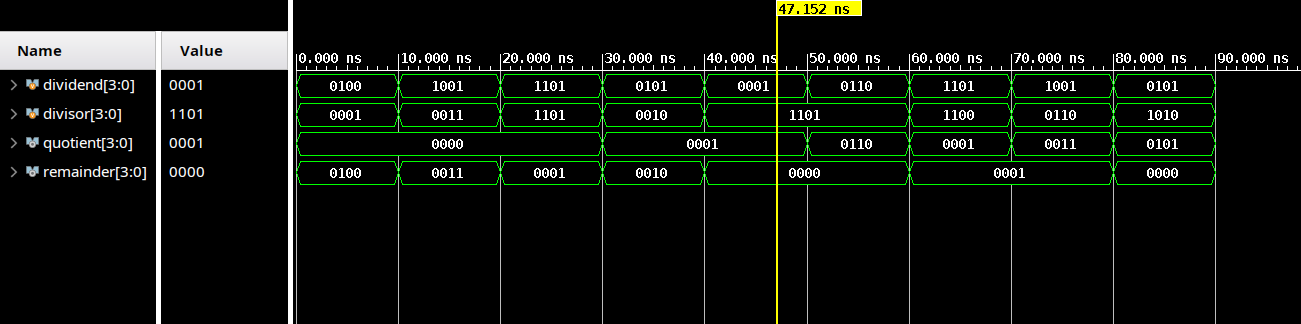 47.152 ns
Name Value
0.000 ns 10.000 ns 20.000 ns 30.000 ns 40.000 ns 50.000 ns 60.000 ns 70.000 ns 80.000 ns 90.000 ns
dividend[3:0] 0001 0100 1001 1101 0101 0001 0110 1101 1001 0101
divisor[3:0] 1101 0001 0011 1101 0010 1101 1100 0110 1010
quotient[3:0] 0001 0000 0001 0110 0001 0011 0101
remainder[3:0] 0000 0100 0011 0001 0010 0000 0001 0000